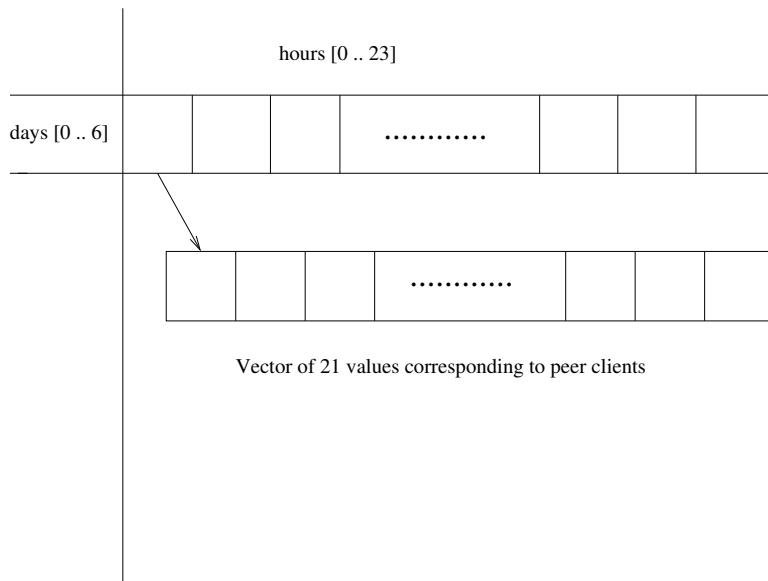 hours [0 .. 23]
days [0 .. 6]
............
............
Vector of 21 values corresponding to peer clients